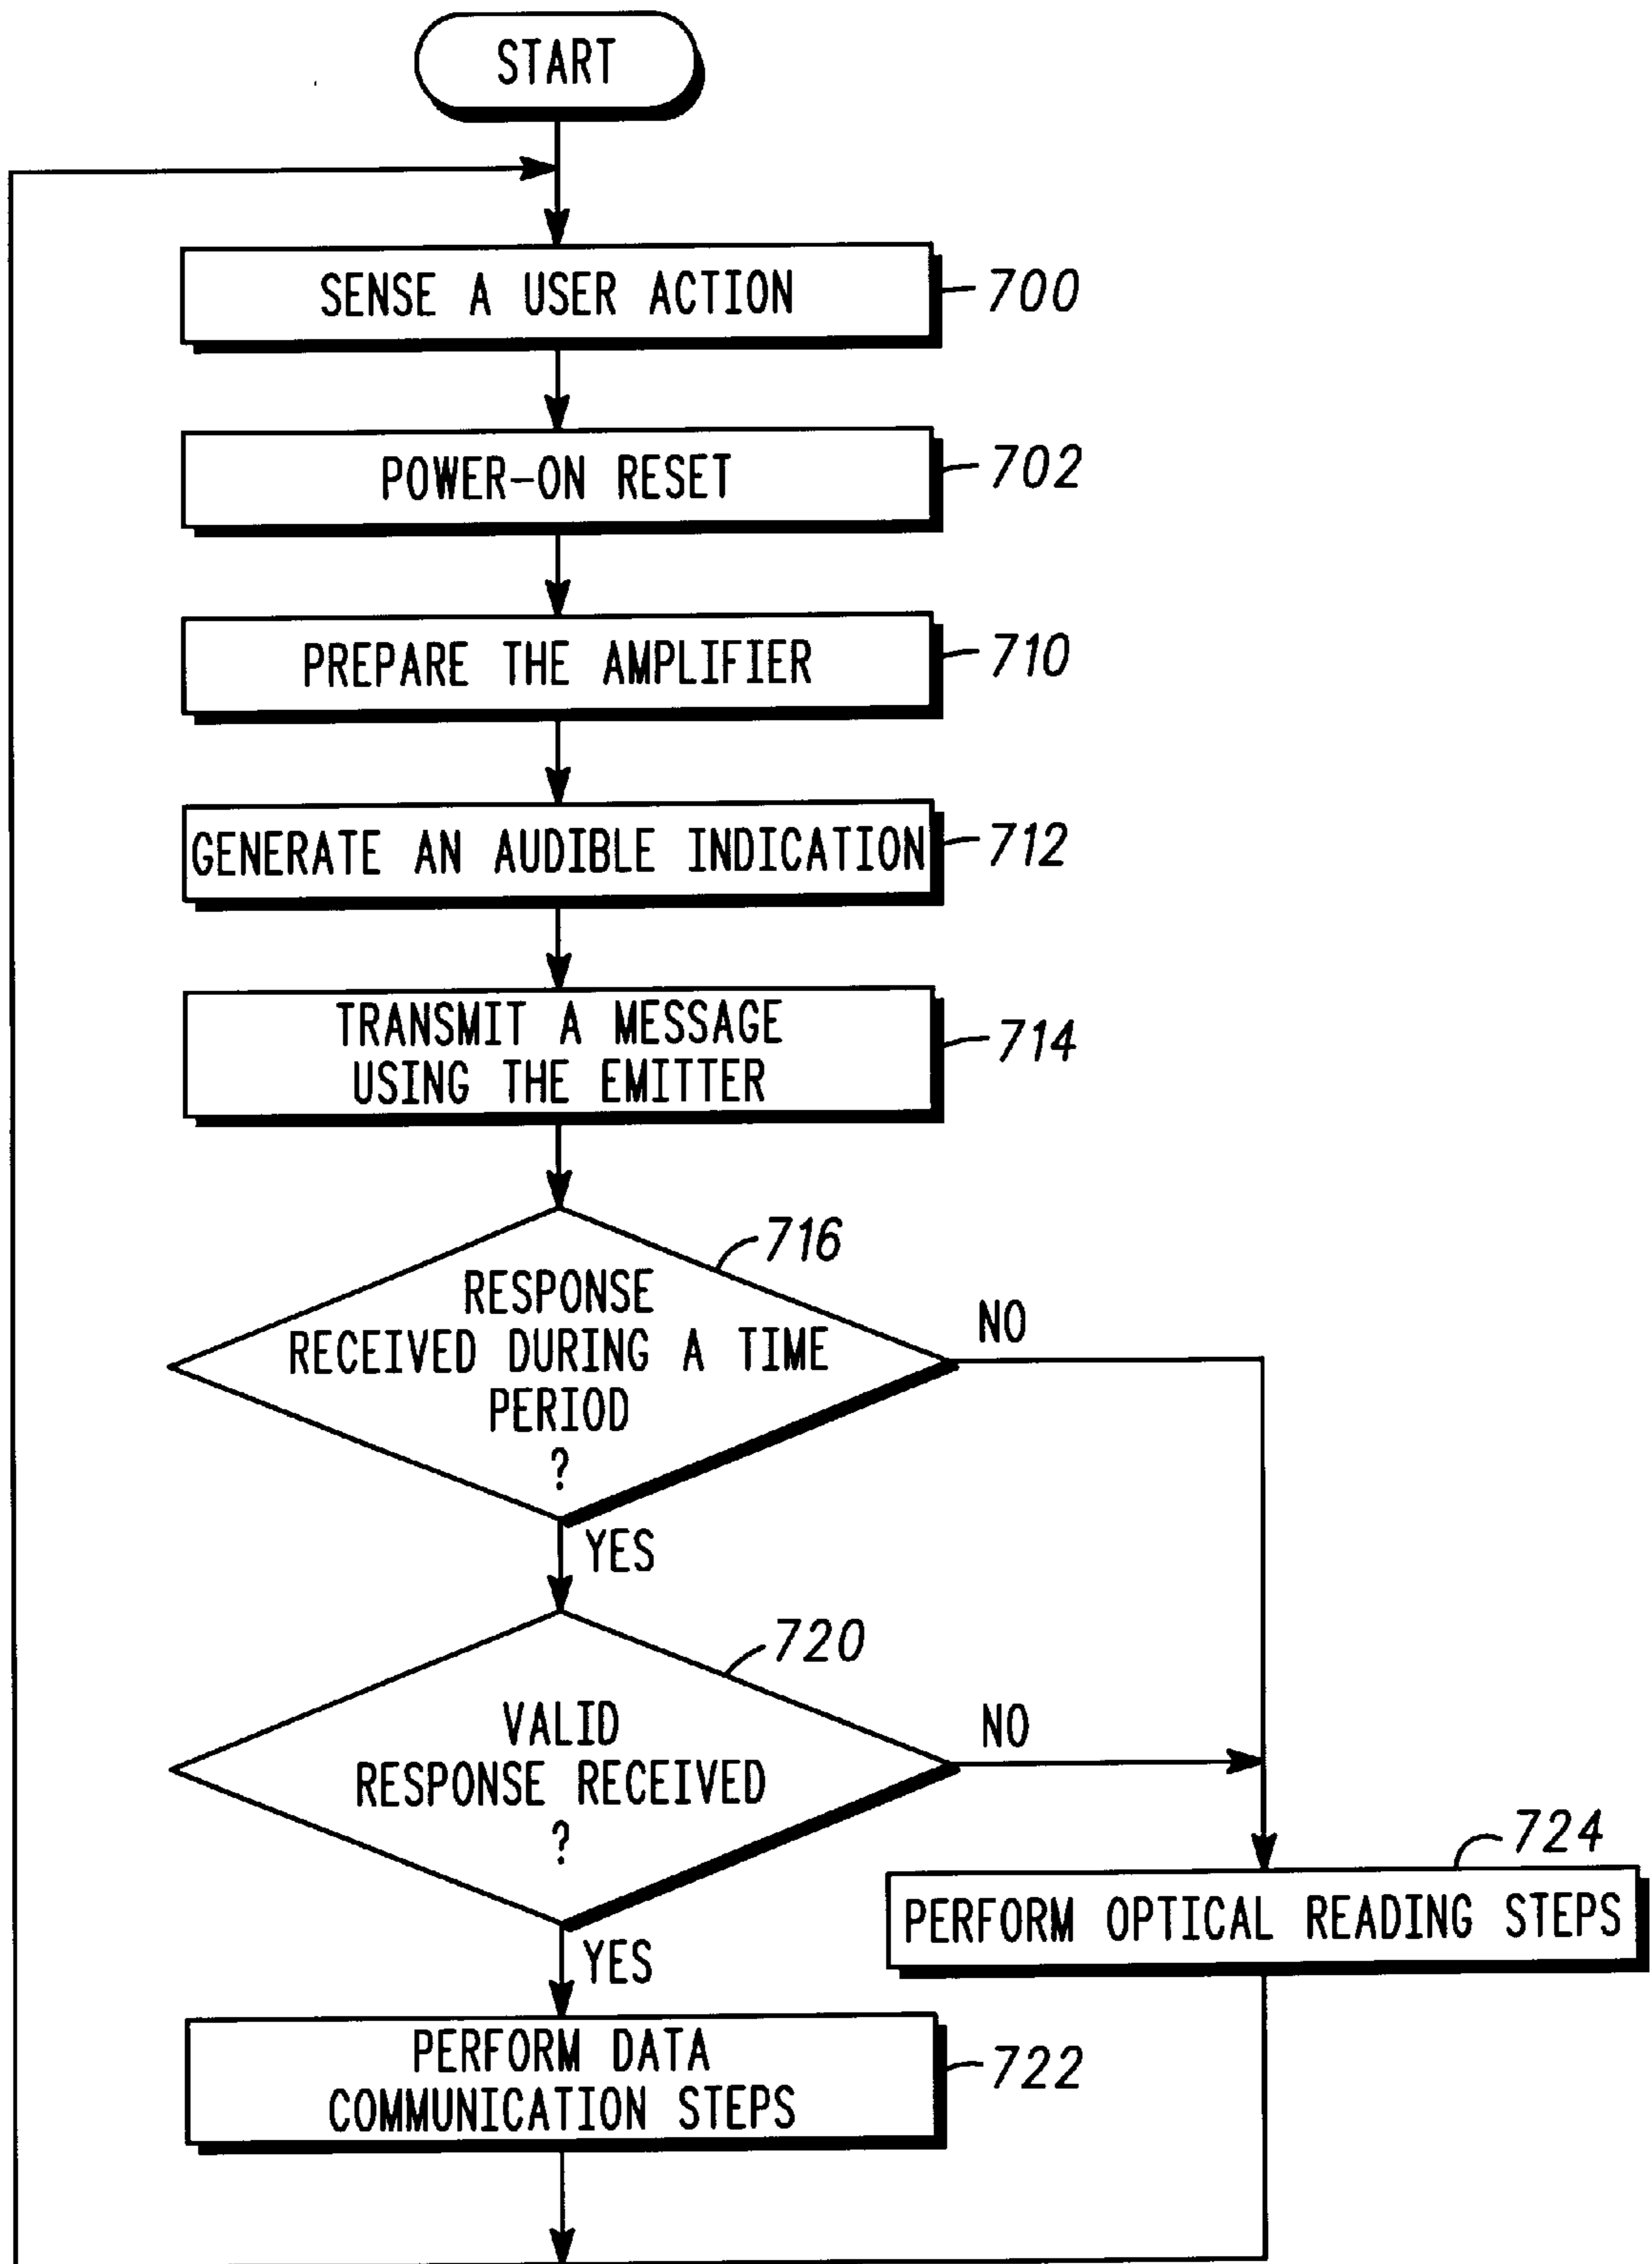 START
SENSE A USER ACTION
700
POWER-ON RESET
702
PREPARE THE AMPLIFIER
710
GENERATE AN AUDIBLE INDICATION
712
TRANSMIT A MESSAGE
USING THE EMITTER
714
716
RESPONSE
RECEIVED DURING A TIME
PERIOD
?
NO
YES
720
VALID
RESPONSE RECEIVED
?
NO
YES
724
PERFORM OPTICAL READING STEPS
PERFORM DATA
COMMUNICATION STEPS
722